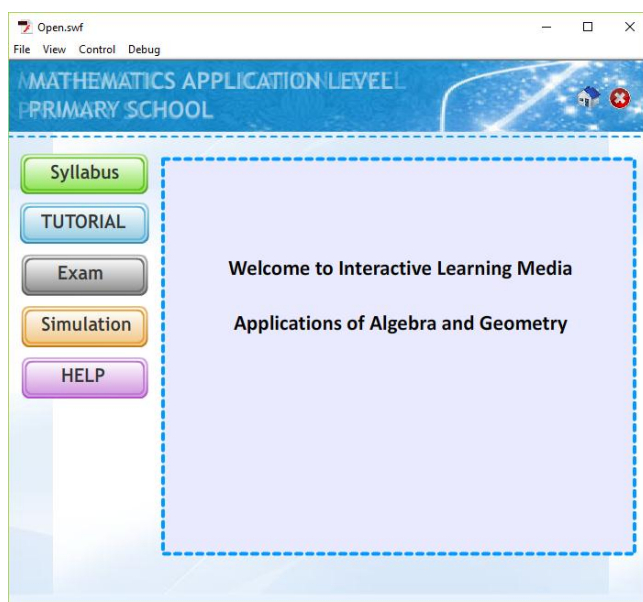 Open.swf
File View Control Debug
MATHEMATICS APPLICATION LEVEL
PRIMARY SCHOOL
Syllabus
TUTORIAL
Exam
Simulation
HELP
Welcome to Interactive Learning Media
Applications of Algebra and Geometry